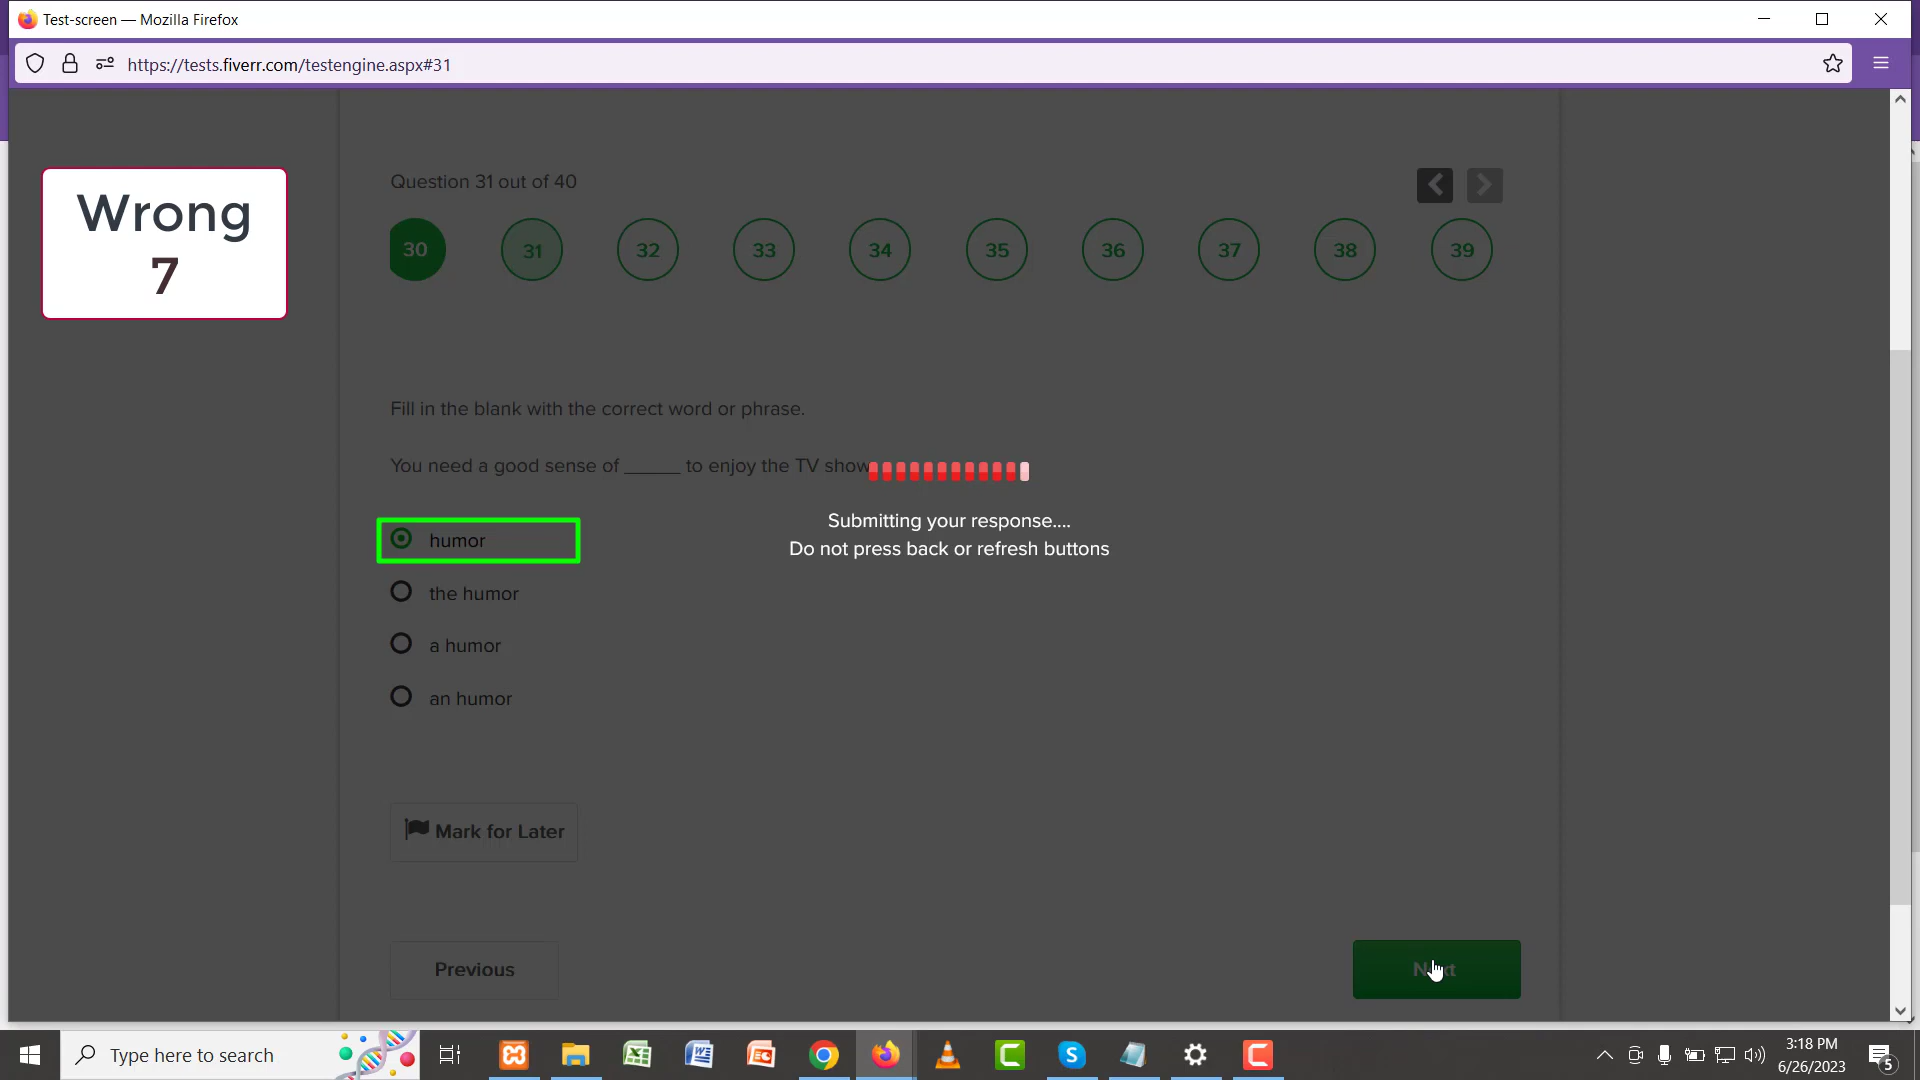 Test-screen — Mozilla Firefox
https://tests.fiverr.com/testengine.aspx#31
Wrong
7
Question 31 out of 40
30 31 32 33 34 35 36 37 38 39
Fill in the blank with the correct word or phrase.
You need a good sense of ______ to enjoy the TV show
Submitting your response....
Do not press back or refresh buttons
humor
the humor
a humor
an humor
Mark for Later
Previous
Next
Type here to search
3:18 PM
6/26/2023
5